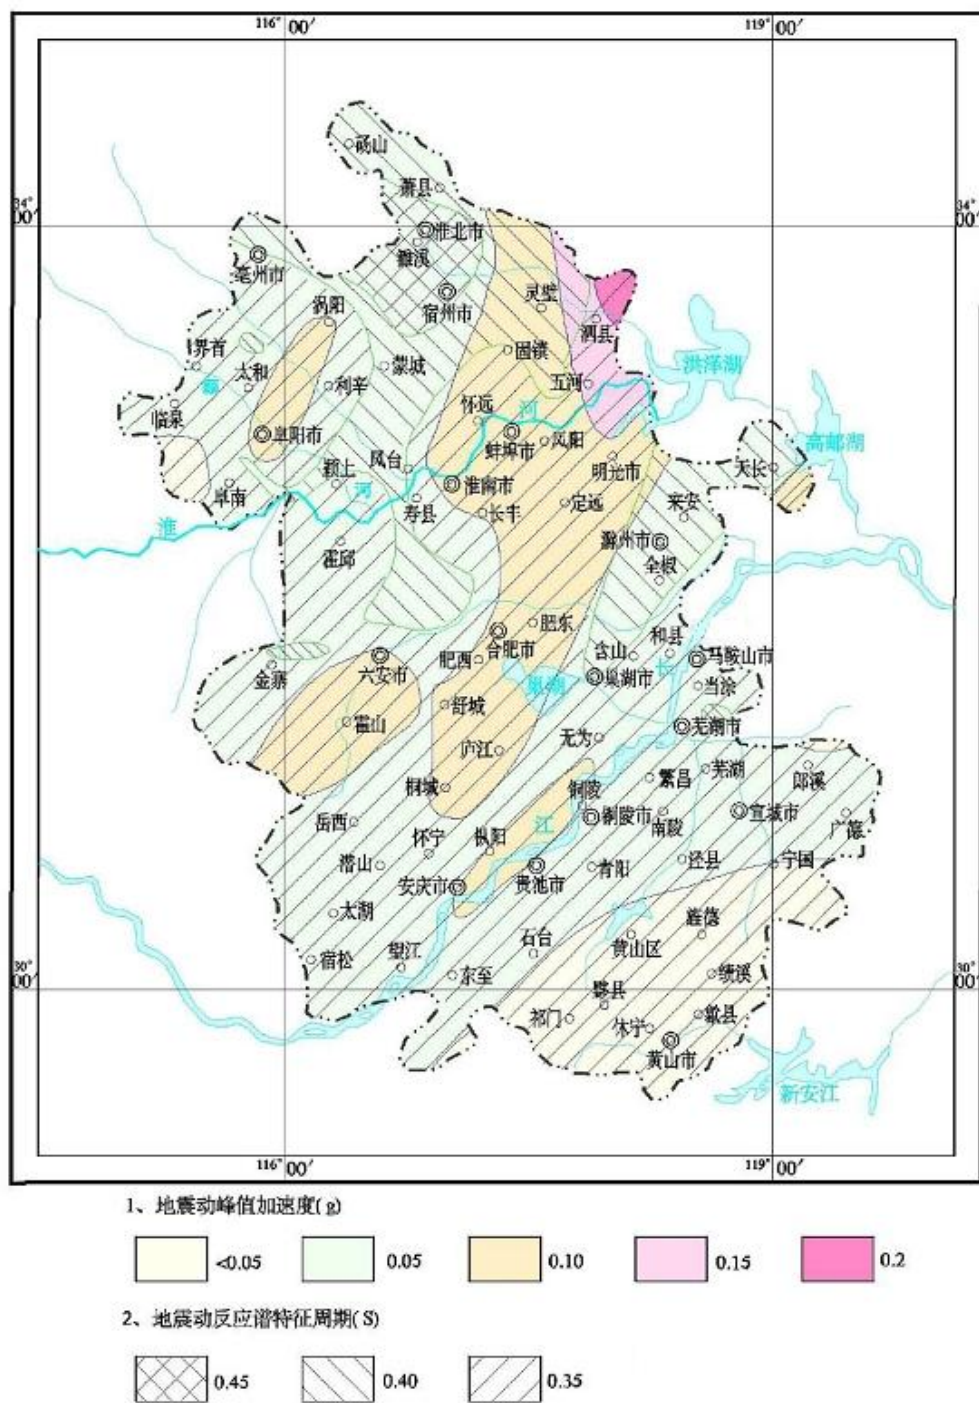 116°00′
119°00′
砀山
萧县
34°00′
34°00′
淮北市
濉溪
亳州市
宿州市
灵璧
涡阳
泗县
固镇
界首
蒙城
洪泽湖
太和
利辛
五河
临泉
怀远
河
高邮湖
阜阳市
蚌埠市
凤阳
凤台
明光市
天长
颍上
河
淮南市
阜南
寿县
长丰
定远
来安
淮
滁州市
霍邱
全椒
肥东
合肥市
含山
和县
肥西
马鞍山市
金寨
六安市
巢湖
巢湖市
长
当涂
舒城
霍山
无为
芜湖市
庐江
芜湖
郎溪
桐城
铜陵
繁昌
岳西
江
铜陵市
南陵
宣城市
广德
怀宁
枞阳
潜山
安庆市
贵池市
青阳
泾县
宁国
太湖
旌德
石台
黄山区
宿松
望江
东至
绩溪
30°00′
30°00′
黟县
祁门
休宁
歙县
黄山市
新安江
116°00′
119°00′
1、地震动峰值加速度(g)
<0.05 0.05 0.10 0.15 0.2
2、地震动反应谱特征周期(S)
0.45 0.40 0.35